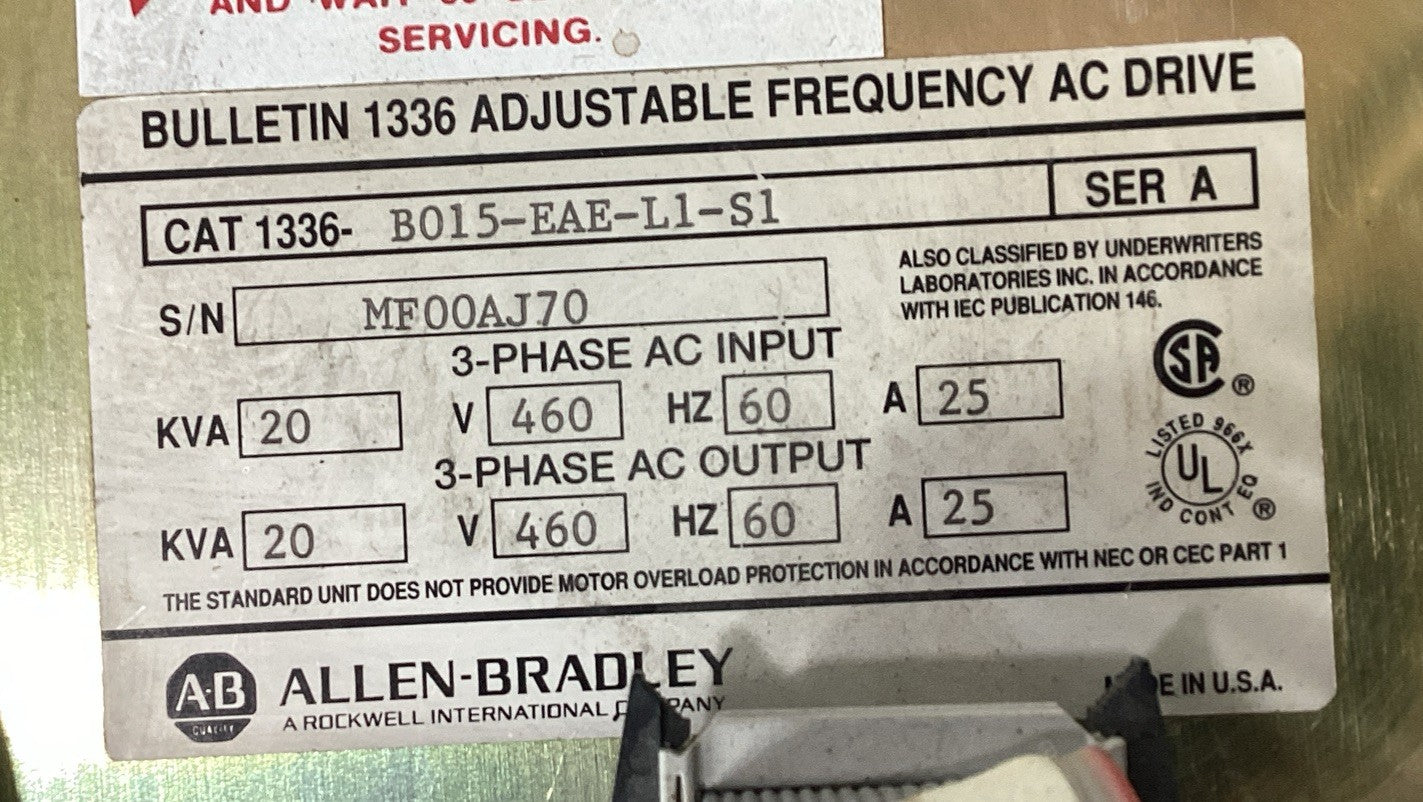 SERVICING.
BULLETIN 1336 ADJUSTABLE FREQUENCY AC DRIVE
CAT 1336- B015-EAE-L1-S1 SER A
S/N MF00AJ70
ALSO CLASSIFIED BY UNDERWRITERS
LABORATORIES INC. IN ACCORDANCE
WITH IEC PUBLICATION 146.
3-PHASE AC INPUT
KVA 20 V 460 HZ 60 A 25
3-PHASE AC OUTPUT
KVA 20 V 460 HZ 60 A 25
SA ®
LISTED 966X
UL
IND CONT EQ ®
THE STANDARD UNIT DOES NOT PROVIDE MOTOR OVERLOAD PROTECTION IN ACCORDANCE WITH NEC OR CEC PART 1
A·B
QUALITY
ALLEN-BRADLEY
A ROCKWELL INTERNATIONAL
IN U.S.A.